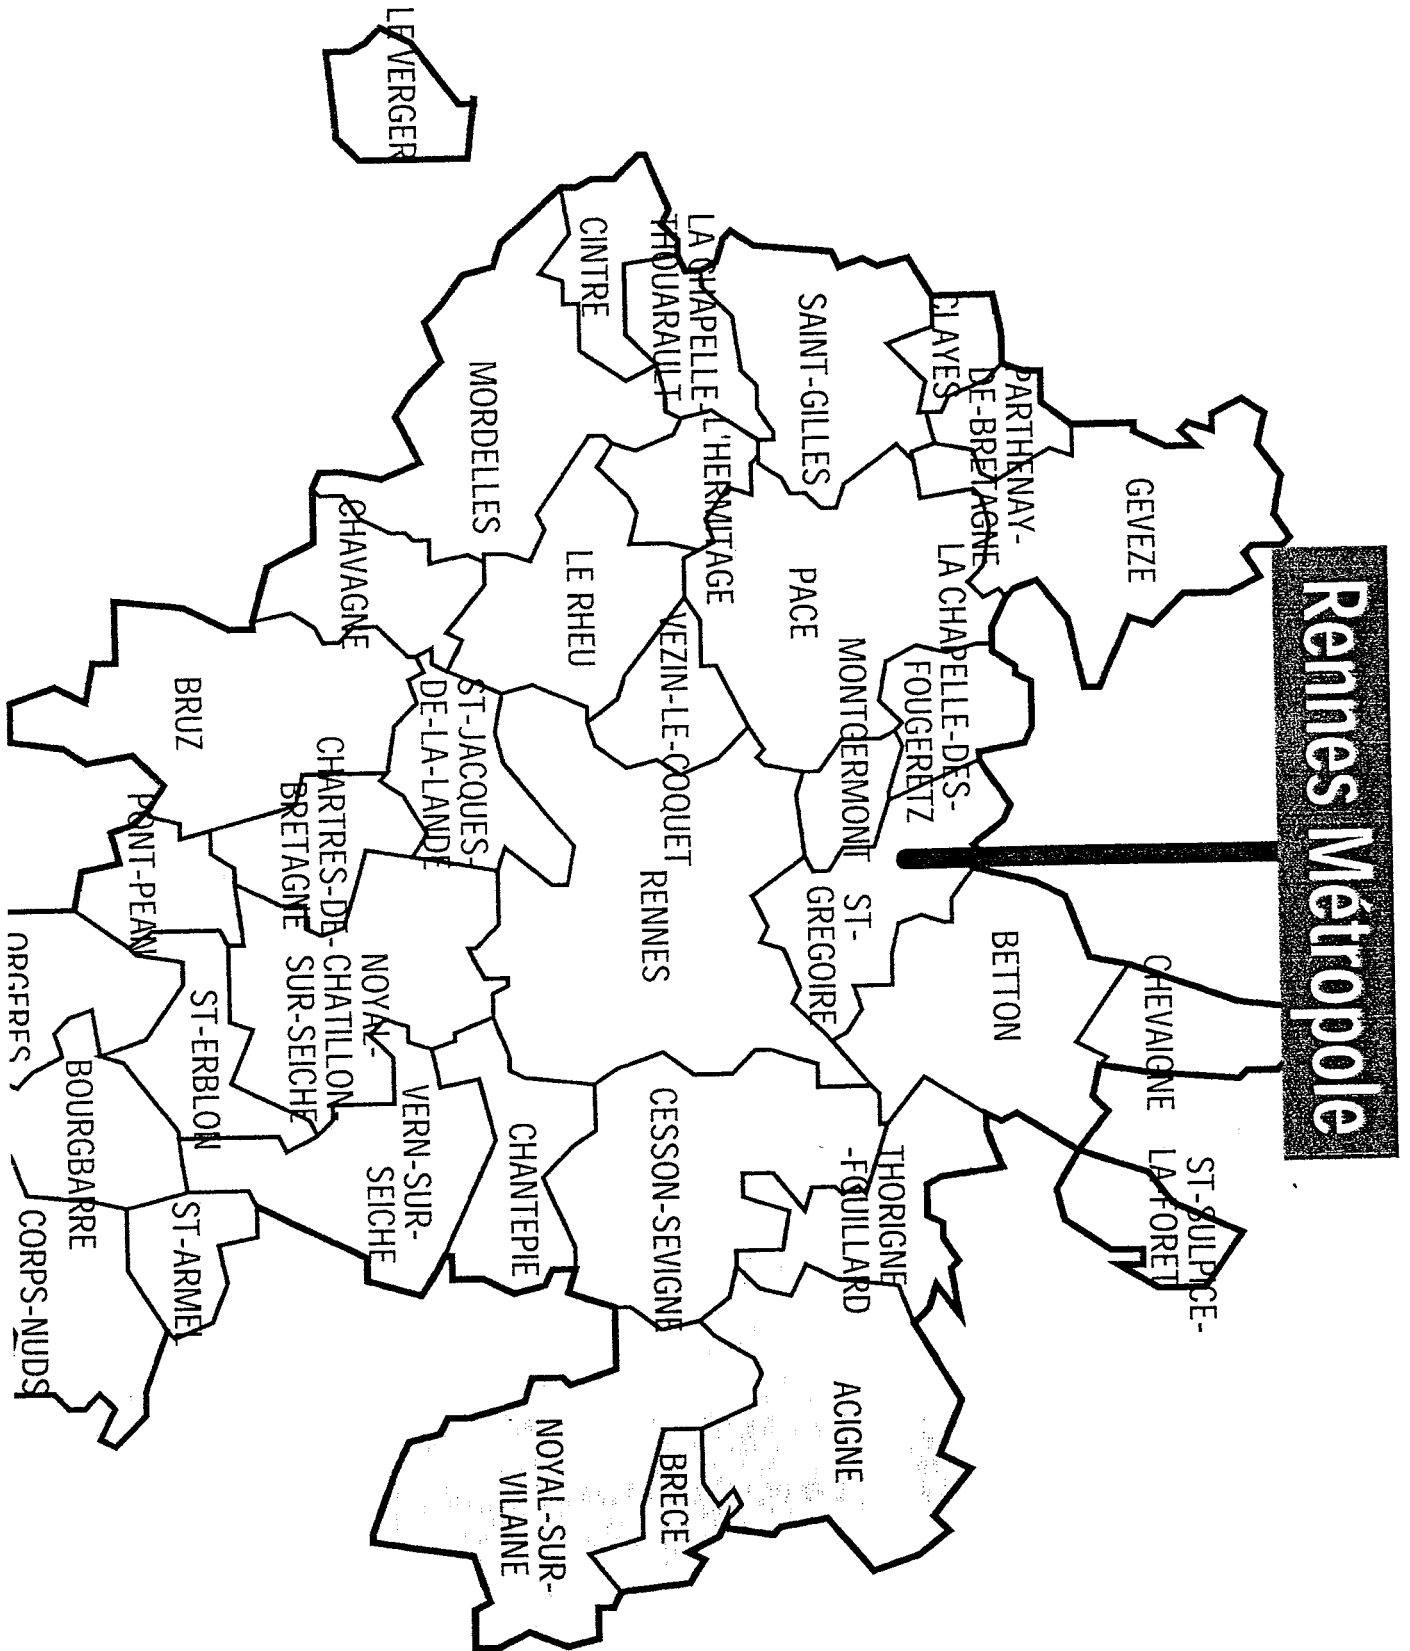 Rennes Métropole
ST-SULPICE-
LA-FORET
CHEVAIGNE
GEVEZE
PARTHENAY-
DE-BRETAGNE
BETTON
CLAYES
LA CHAPELLE-DES-
FOUGERETZ
THORIGNE
-FOUILLARD
MONTGERMONT
ST-
GREGOIRE
ACIGNE
SAINT-GILLES
PACE
LA CHAPELLE-
THOUARAULT
L'HERMITAGE
VEZIN-LE-COQUET
RENNES
CESSON-SEVIGNE
BRECE
CINTRE
LE RHEU
NOYAL-SUR-
VILAINE
CHANTEPIE
MORDELLES
ST-JACQUES-
DE-LA-LANDE
VERN-SUR-
SEICHE
LE VERGER
CHAVAGNE
NOYAL-
CHATILLON
SUR-SEICHE
CHARTRES-DE-
BRETAGNE
BRUZ
ST-ERBLON
ST-ARMEL
PONT-PEAN
BOURGBARRE
ORGERES
CORPS-NUDS